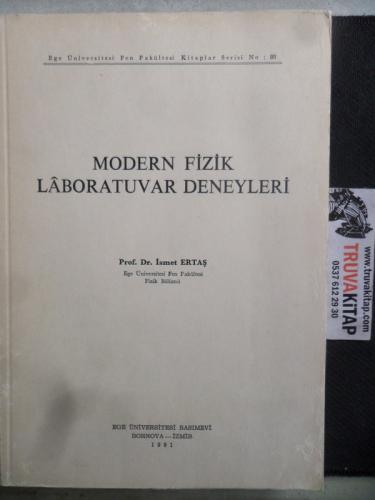 Ege Üniversitesi Fen Fakültesi Kitaplar Serisi No : 80
MODERN FİZİK
LÂBORATUVAR DENEYLERİ
Prof. Dr. İsmet ERTAŞ
Ege Üniversitesi Fen Fakültesi
Fizik Bölümü
EGE ÜNİVERSİTESİ BASIMEVİ
BORNOVA — İZMİR
1981
www.truvakitap.com
TRUVAKİTAP
0537 612 29 30